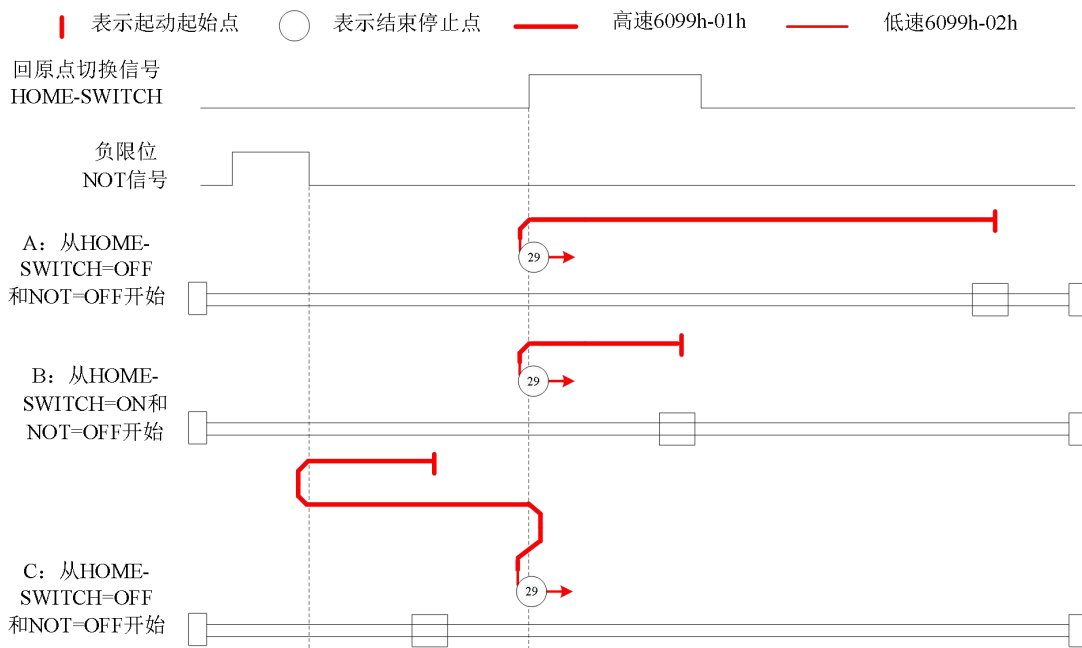 表示起动起始点
表示结束停止点
高速6099h-01h
低速6099h-02h
回原点切换信号
HOME-SWITCH
负限位
NOT信号
29
A：从HOME-
SWITCH=OFF
和NOT=OFF开始
29
B：从HOME-
SWITCH=ON和
NOT=OFF开始
29
C：从HOME-
SWITCH=OFF
和NOT=OFF开始